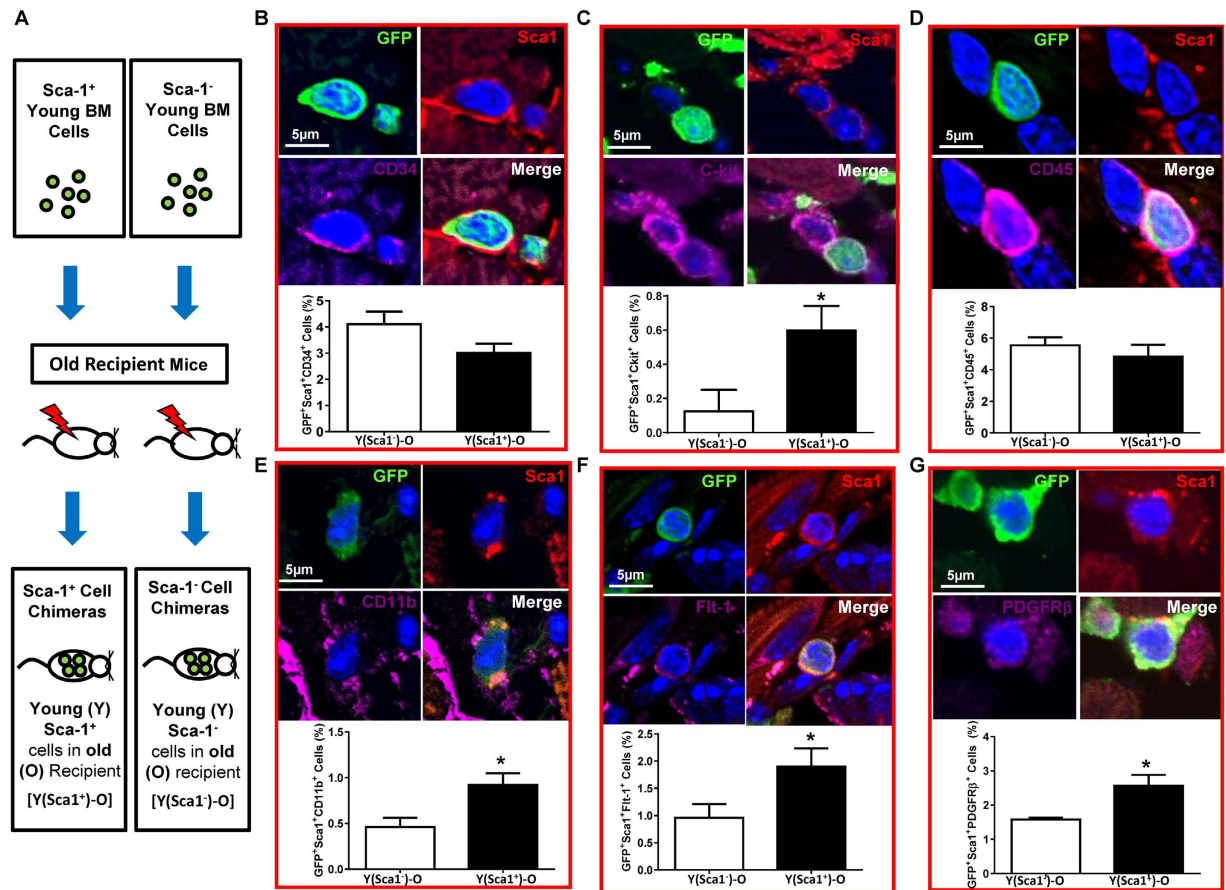 A
Sca-1⁺
Young BM
Cells
Sca-1⁻
Young BM
Cells
Old Recipient Mice
Sca-1⁺ Cell
Chimeras
Young (Y)
Sca-1⁺
cells in old
(O) Recipient
[Y(Sca1⁺)-O]
Sca-1⁻ Cell
Chimeras
Young (Y)
Sca-1⁻
cells in old
(O) recipient
[Y(Sca1⁻)-O]
B
GFP
Sca1
5µm
CD34
Merge
GPF⁺Sca1⁺CD34⁺ Cells (%)
5
4
3
2
1
0
Y(Sca1⁻)-O
Y(Sca1⁺)-O
C
GFP
Sca1
5µm
C-kit
Merge
GFP⁺Sca1⁺Ckit⁺ Cells (%)
0.8
0.6
0.4
0.2
0.0
*
Y(Sca1⁻)-O
Y(Sca1⁺)-O
D
GFP
Sca1
5µm
CD45
Merge
GPF⁺Sca1⁺CD45⁺ Cells (%)
8
6
4
2
0
Y(Sca1⁻)-O
Y(Sca1⁺)-O
E
GFP
Sca1
5µm
CD11b
Merge
GFP⁺Sca1⁺CD11b⁺ Cells (%)
1.5
1.0
0.5
0.0
*
Y(Sca1⁻)-O
Y(Sca1⁺)-O
F
GFP
Sca1
5µm
Flt-1
Merge
GFP⁺Sca1⁺Flt-1⁺ Cells (%)
2.5
2.0
1.5
1.0
0.5
0.0
*
Y(Sca1⁻)-O
Y(Sca1⁺)-O
G
GFP
Sca1
5µm
PDGFRβ
Merge
GFP⁺Sca1⁺PDGFRβ⁺ Cells (%)
4
3
2
1
0
*
Y(Sca1⁻)-O
Y(Sca1⁺)-O